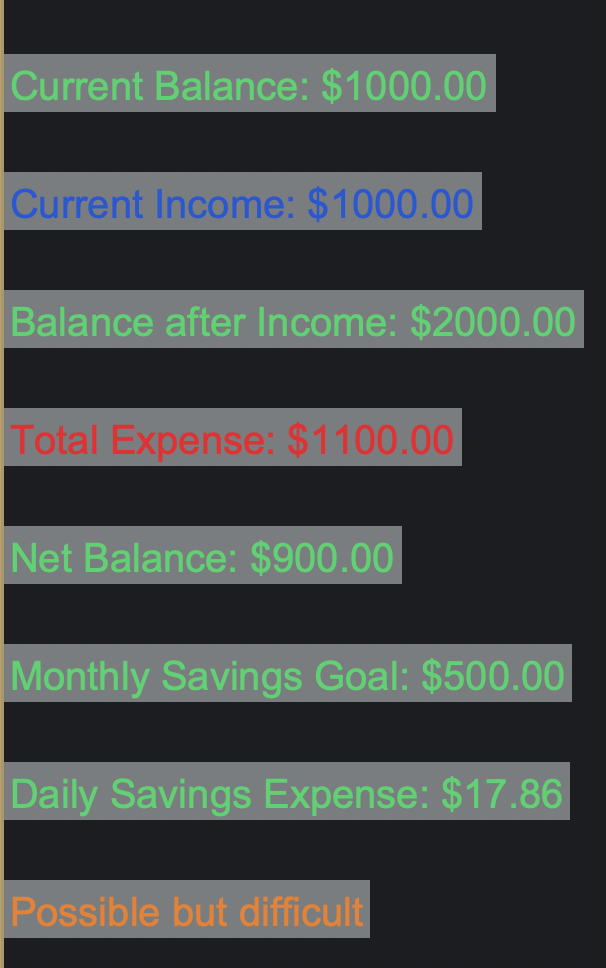 Current Balance: $1000.00
Current Income: $1000.00
Balance after Income: $2000.00
Total Expense: $1100.00
Net Balance: $900.00
Monthly Savings Goal: $500.00
Daily Savings Expense: $17.86
Possible but difficult